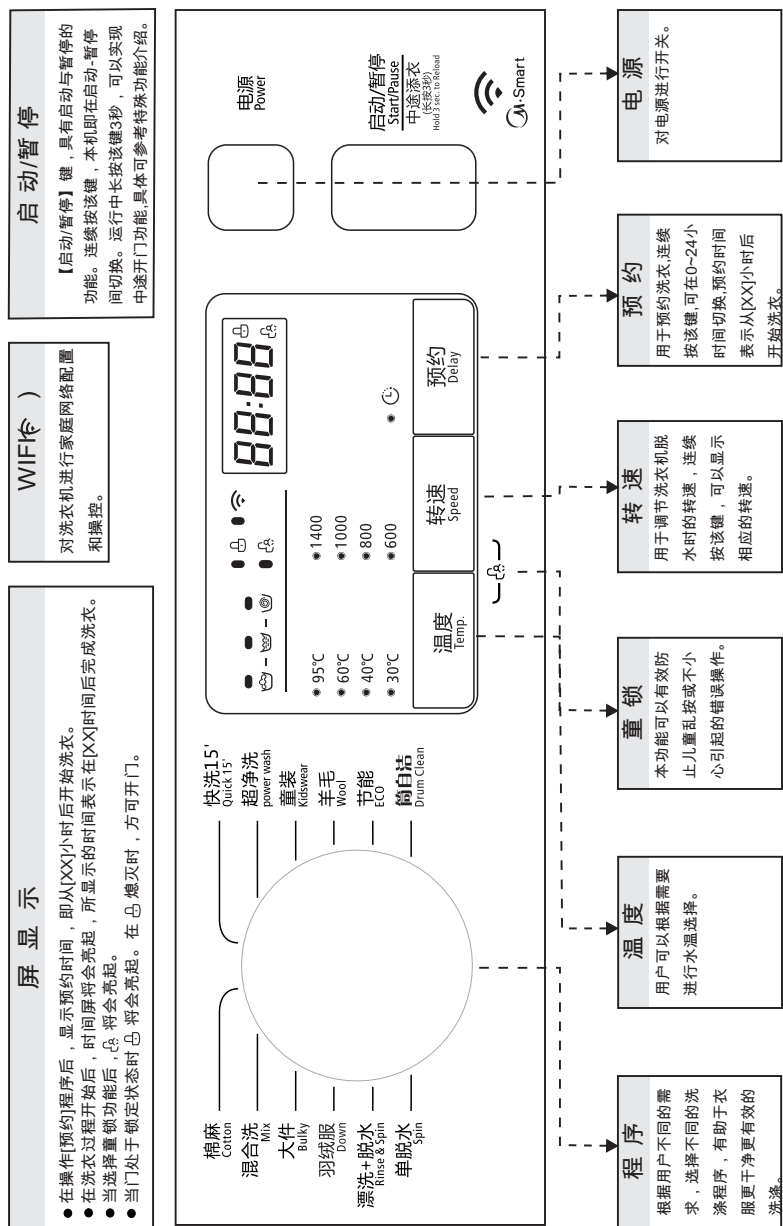 屏 显 示
● 在操作[预约]程序后，显示预约时间，即从[XX]小时后开始洗衣。
● 在洗衣过程开始后，时间屏将会亮起，所显示的时间表示在[XX]时间后完成洗衣。
● 当选择童锁功能后， 将会亮起。
● 当门处于锁定状态时 将会亮起。在 熄灭时，方可开门。
WIFI( )
对洗衣机进行家庭网络配置
和操控。
启 动/暂 停
【启动/暂停】键，具有启动与暂停的
功能。连续按该键，本机即在启动-暂停
间切换。运行中长按该键3秒，可以实现
中途开门功能,具体可参考特殊功能介绍。
棉麻
Cotton
混合洗
Mix
大件
Bulky
羽绒服
Down
漂洗+脱水
Rinse & Spin
单脱水
Spin
快洗15'
Quick 15'
超净洗
power wash
童装
Kidswear
羊毛
Wool
节能
ECO
筒自洁
Drum Clean
95℃
60℃
40℃
30℃
1400
1000
800
600
88:88
温度
Temp.
转速
Speed
预约
Delay
电源
Power
启动/暂停
Start/Pause
中途添衣
(长按3秒)
Hold 3 sec. to Reload
M·Smart
程 序
根据用户不同的需
求，选择不同的洗
涤程序，有助于衣
服更干净更有效的
洗涤。
温 度
用户可以根据需要
进行水温选择。
童 锁
本功能可以有效防
止儿童乱按或不小
心引起的错误操作。
转 速
用于调节洗衣机脱
水时的转速，连续
按该键，可以显示
相应的转速。
预 约
用于预约洗衣,连续
按该键,可在0~24小
时间切换,预约时间
表示从[XX]小时后
开始洗衣。
电 源
对电源进行开关。